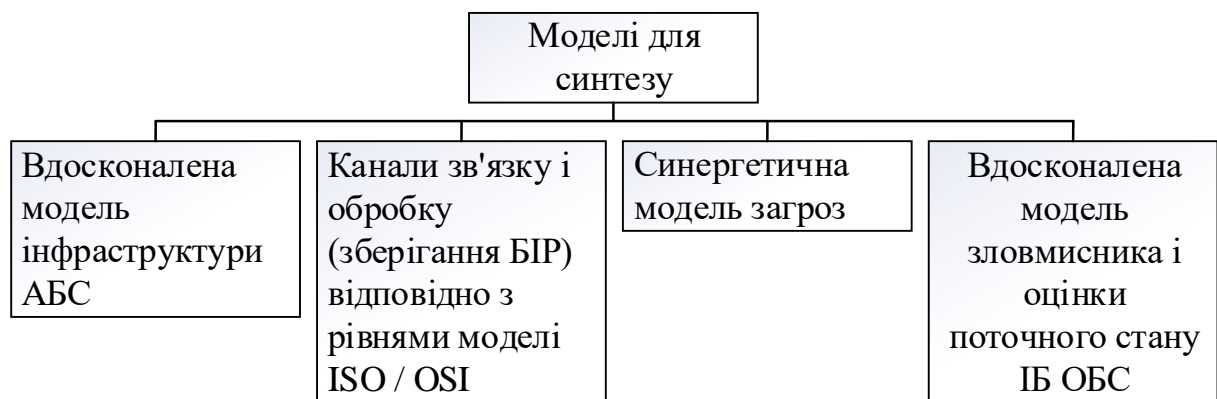 Моделі для
синтезу
Вдосконалена
модель
інфраструктури
АБС
Канали зв'язку і
обробку
(зберігання БІР)
відповідно з
рівнями моделі
ISO / OSI
Синергетична
модель загроз
Вдосконалена
модель
зловмисника і
оцінки
поточного стану
ІБ ОБС